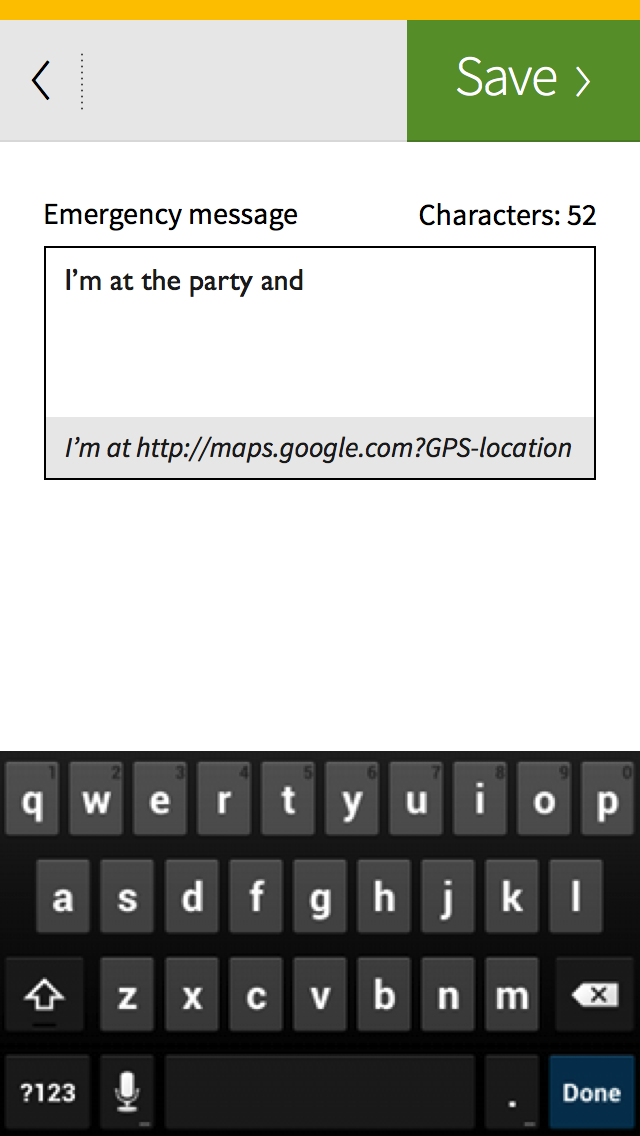 Save
Emergency message Characters: 52
I'm at the party and
I'm at http://maps.google.com?GPS-location
1 2 3 4 5 6 7 8 9 0
q w e r t y u i o p
a s d f g h j k l
z x c v b n m
?123 . Done